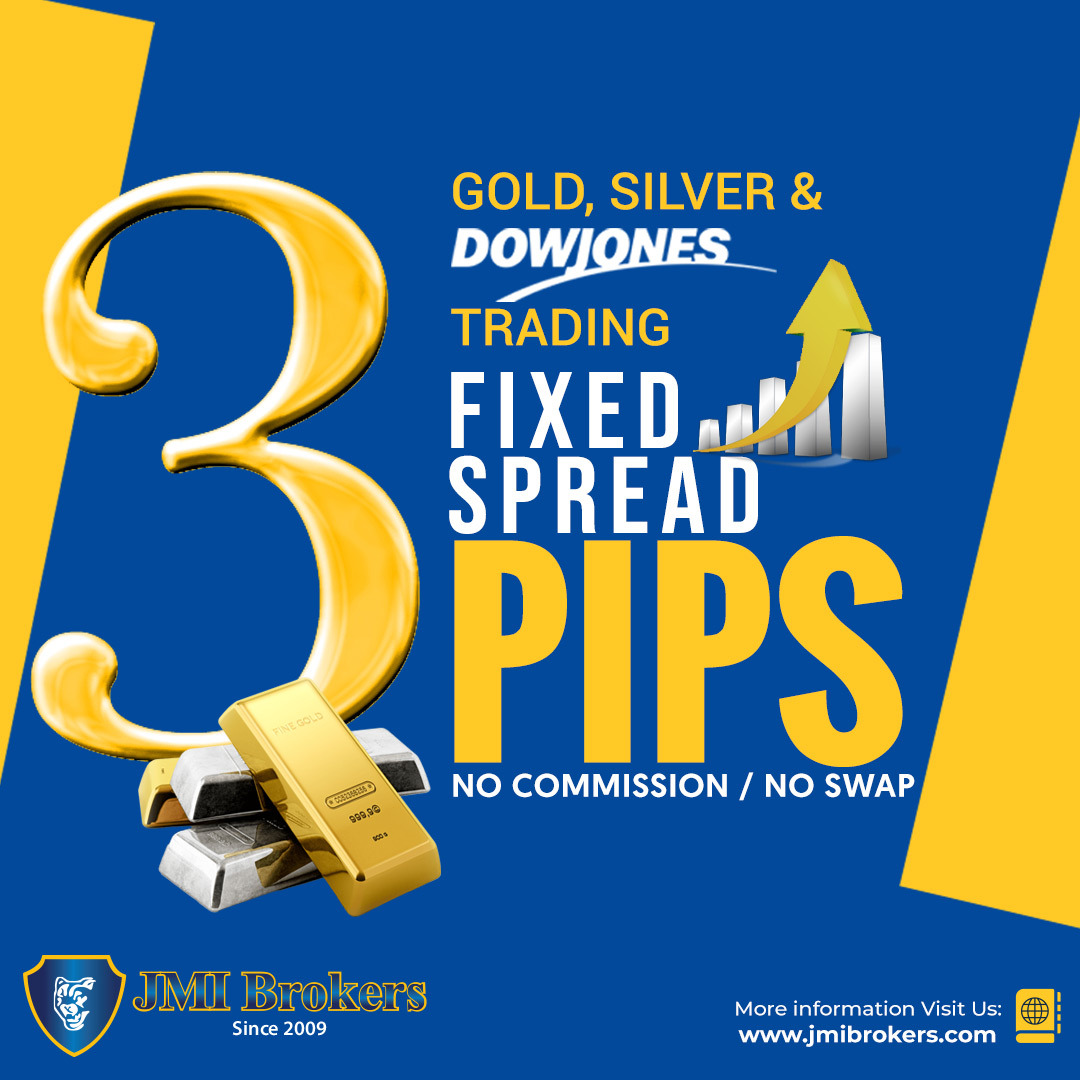 3
GOLD, SILVER &
DOWJONES
TRADING
FIXED
SPREAD
PIPS
NO COMMISSION / NO SWAP
FINE GOLD
999,9
500 g
JMI Brokers
Since 2009
More information Visit Us:
www.jmibrokers.com